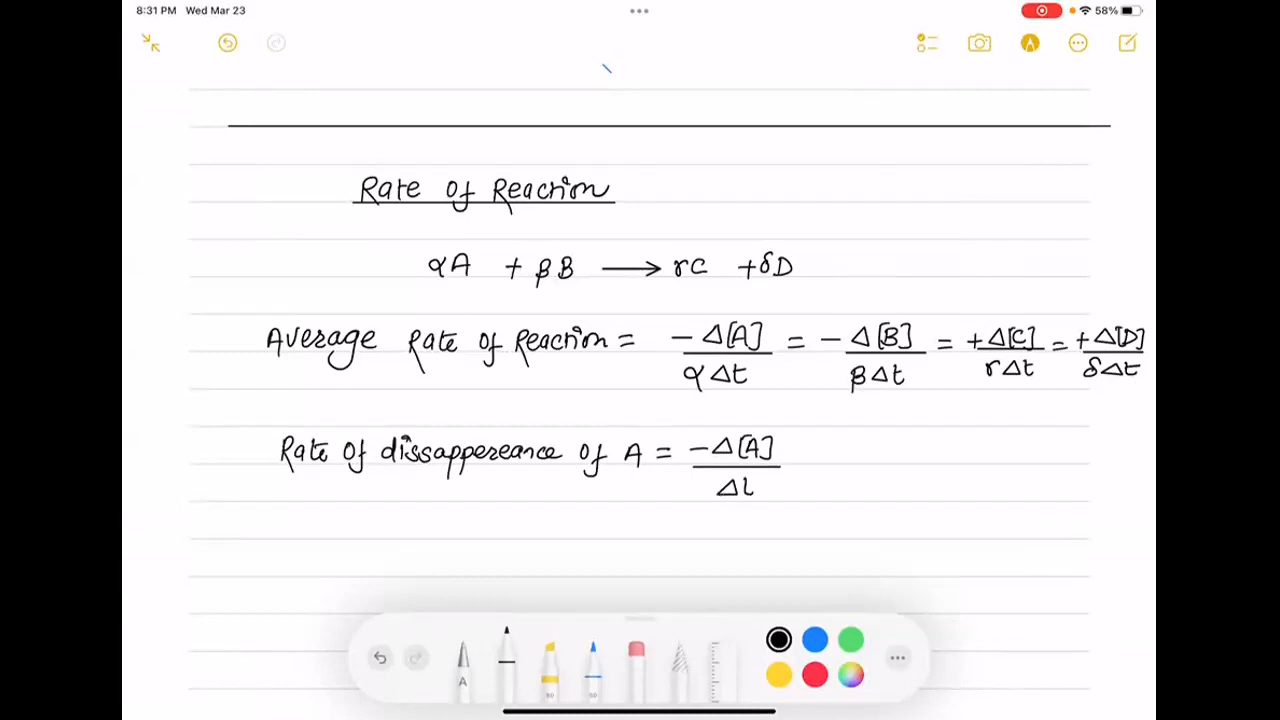 8:31 PM Wed Mar 23 58%
Rate of Reaction
αA + βB ⟶ γC + δD
Average Rate of Reaction = -Δ[A]/αΔt = -Δ[B]/βΔt = +Δ[C]/γΔt = +Δ[D]/δΔt
Rate of dissappereance of A = -Δ[A]/Δt
A